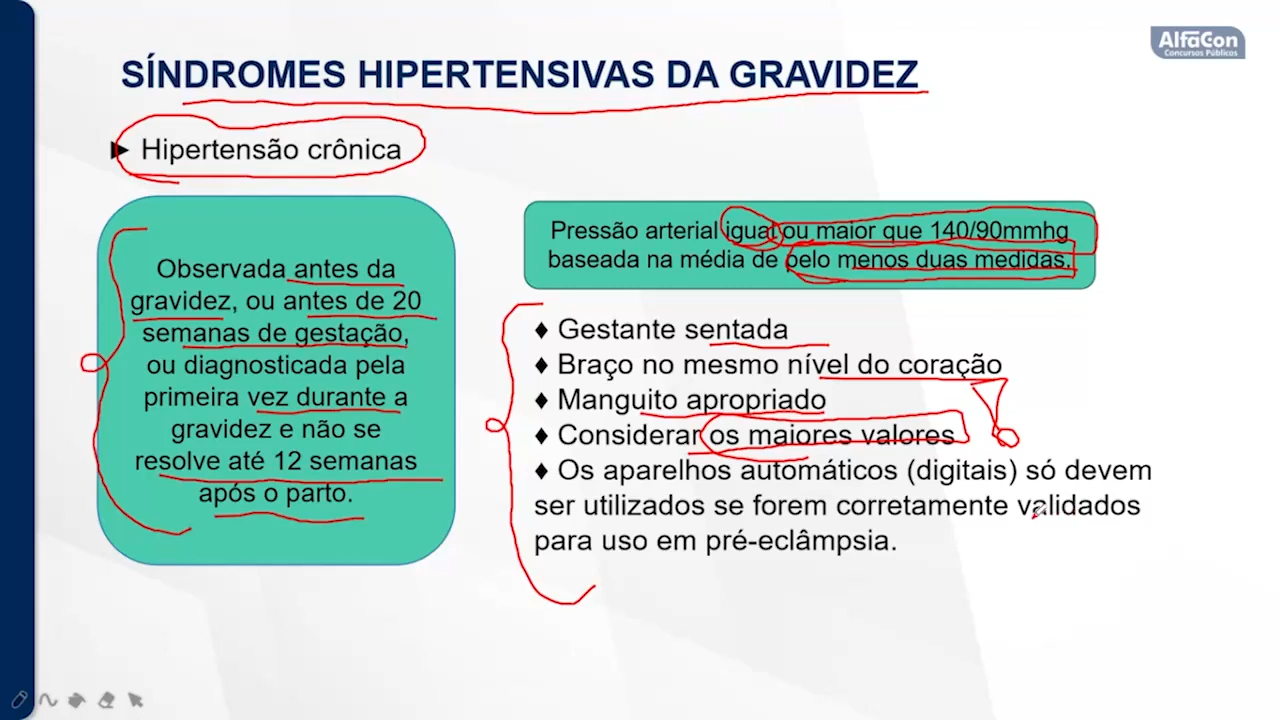 AlfaCon
Concursos Públicos
SÍNDROMES HIPERTENSIVAS DA GRAVIDEZ
► Hipertensão crônica
Observada antes da
gravidez, ou antes de 20
semanas de gestação,
ou diagnosticada pela
primeira vez durante a
gravidez e não se
resolve até 12 semanas
após o parto.
Pressão arterial igual ou maior que 140/90mmhg
baseada na média de pelo menos duas medidas.
♦ Gestante sentada
♦ Braço no mesmo nível do coração
♦ Manguito apropriado
♦ Considerar os maiores valores
♦ Os aparelhos automáticos (digitais) só devem
ser utilizados se forem corretamente validados
para uso em pré-eclâmpsia.